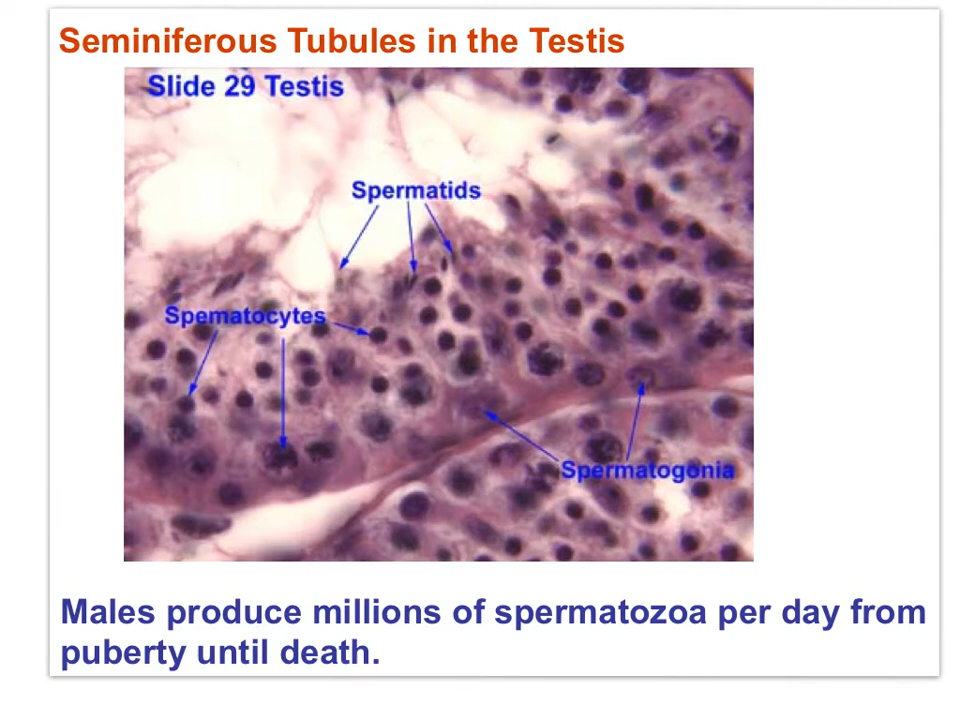 Seminiferous Tubules in the Testis
Slide 29 Testis
Spermatids
Spematocytes
Spermatogonia
Males produce millions of spermatozoa per day from
puberty until death.